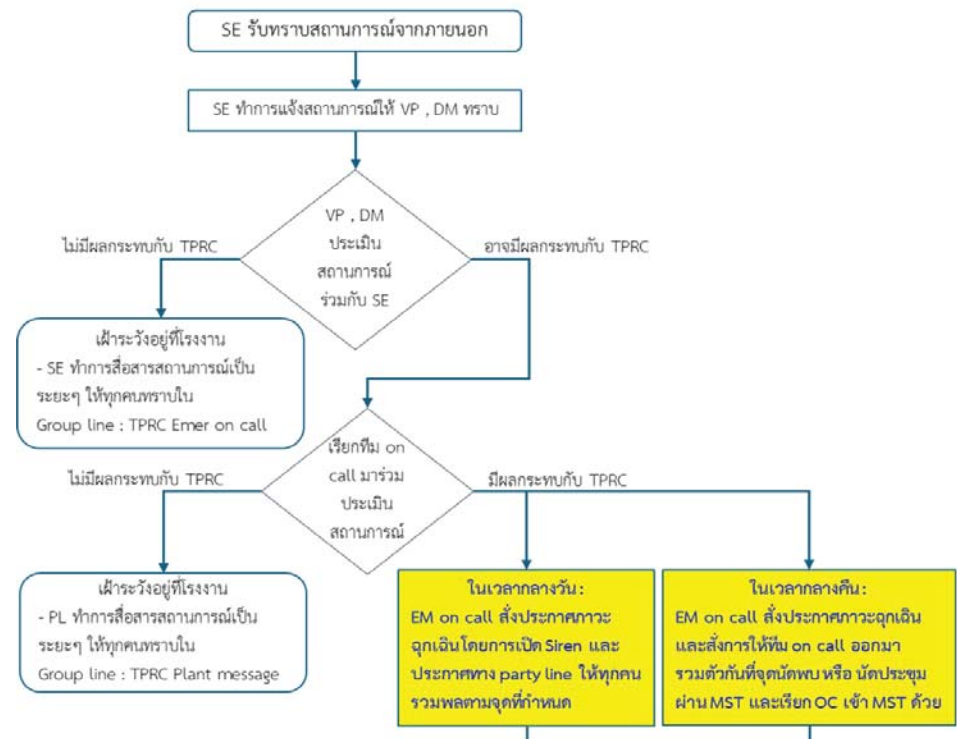 SE รับทราบสถานการณ์จากภายนอก
SE ทำการแจ้งสถานการณ์ให้ VP , DM ทราบ
VP , DM
ประเมิน
สถานการณ์
ร่วมกับ SE
ไม่มีผลกระทบกับ TPRC
อาจมีผลกระทบกับ TPRC
เฝ้าระวังอยู่ที่โรงงาน
- SE ทำการสื่อสารสถานการณ์เป็น
ระยะๆ ให้ทุกคนทราบใน
Group line : TPRC Emer on call
เรียกทีม on
call มาร่วม
ประเมิน
สถานการณ์
ไม่มีผลกระทบกับ TPRC
มีผลกระทบกับ TPRC
เฝ้าระวังอยู่ที่โรงงาน
- PL ทำการสื่อสารสถานการณ์เป็น
ระยะๆ ให้ทุกคนทราบใน
Group line : TPRC Plant message
ในเวลากลางวัน :
EM on call สั่งประกาศภาวะ
ฉุกเฉินโดยการเปิด Siren และ
ประกาศทาง party line ให้ทุกคน
รวมพลตามจุดที่กำหนด
ในเวลากลางคืน :
EM on call สั่งประกาศภาวะฉุกเฉิน
และสั่งการให้ทีม on call ออกมา
รวมตัวกันที่จุดนัดพบ หรือ นัดประชุม
ผ่าน MST และเรียก OC เข้า MST ด้วย